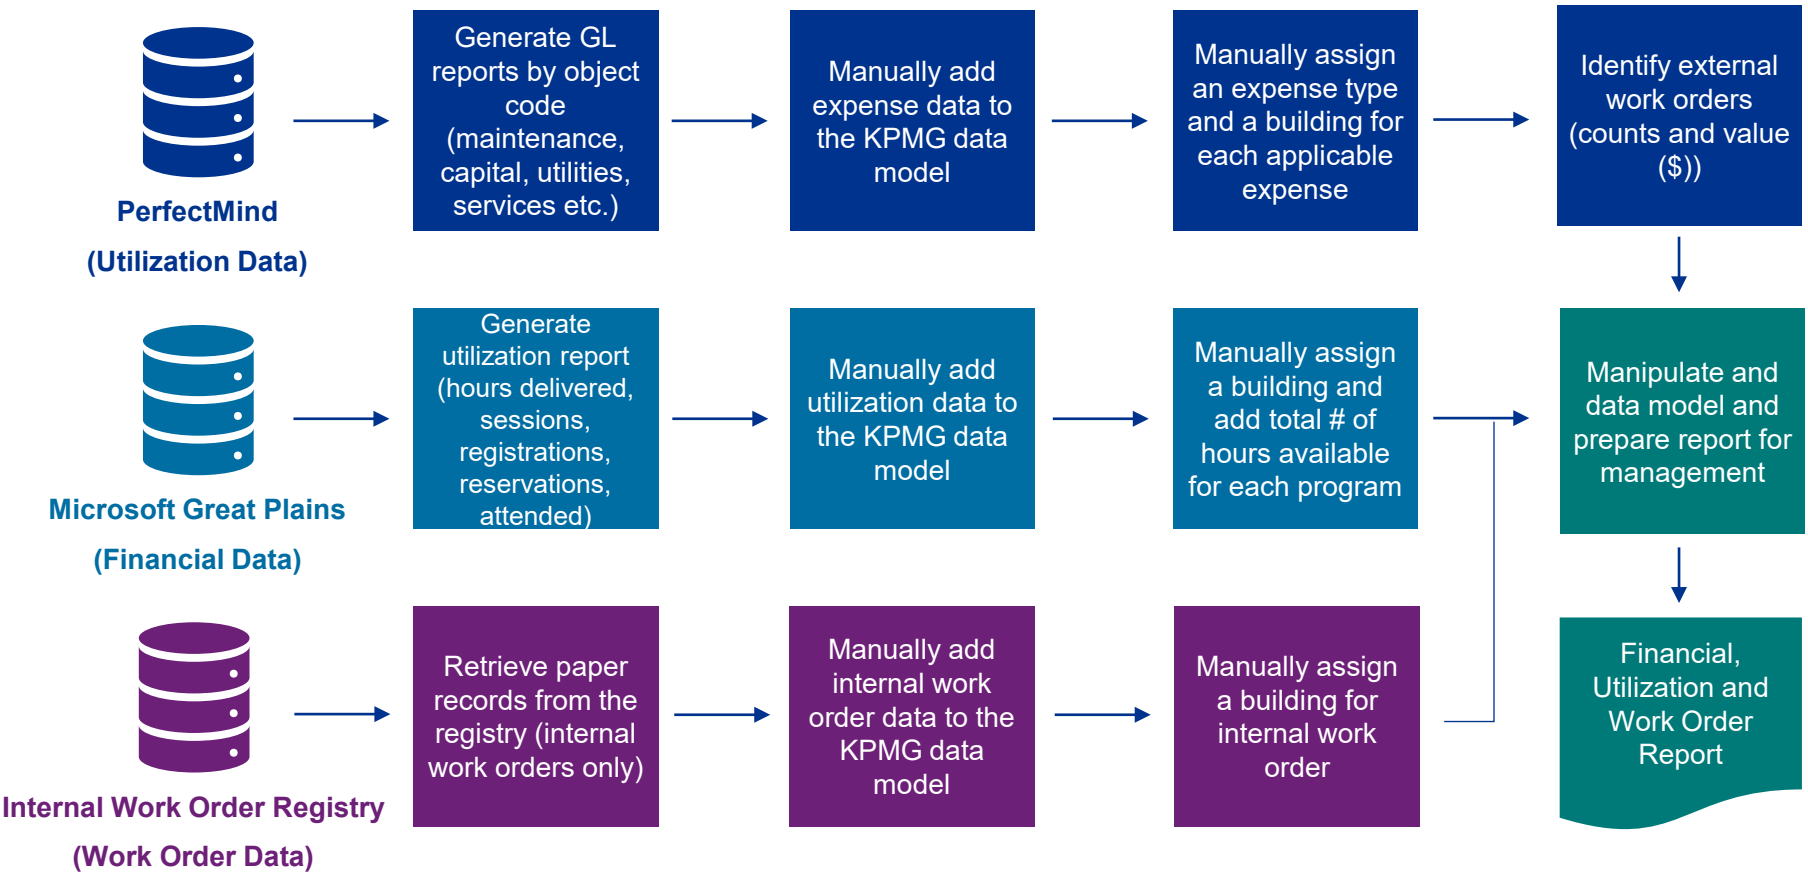 PerfectMind
(Utilization Data)
Generate GL
reports by object
code
(maintenance,
capital, utilities,
services etc.)
Manually add
expense data to
the KPMG data
model
Manually assign
an expense type
and a building for
each applicable
expense
Identify external
work orders
(counts and value
($))
Microsoft Great Plains
(Financial Data)
Generate
utilization report
(hours delivered,
sessions,
registrations,
reservations,
attended)
Manually add
utilization data to
the KPMG data
model
Manually assign
a building and
add total # of
hours available
for each program
Manipulate and
data model and
prepare report for
management
Internal Work Order Registry
(Work Order Data)
Retrieve paper
records from the
registry (internal
work orders only)
Manually add
internal work
order data to the
KPMG data
model
Manually assign
a building for
internal work
order
Financial,
Utilization and
Work Order
Report